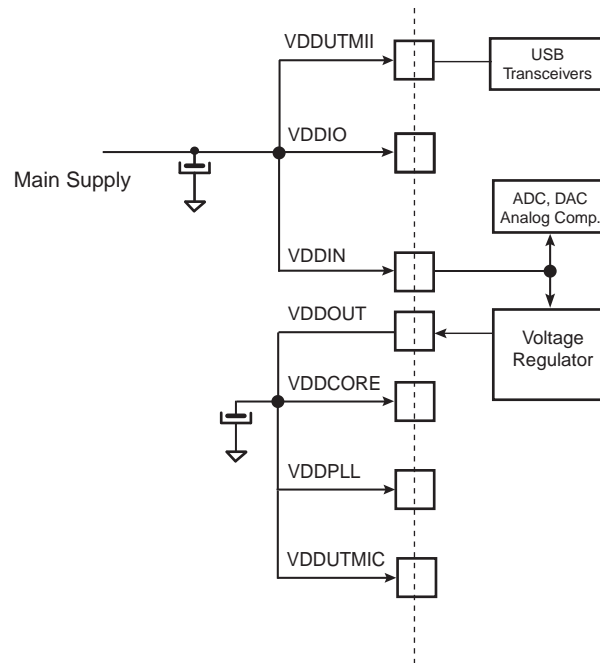 VDDUTMII
USB
Transceivers
VDDIO
Main Supply
ADC, DAC
Analog Comp.
VDDIN
VDDOUT
Voltage
Regulator
VDDCORE
VDDPLL
VDDUTMIC